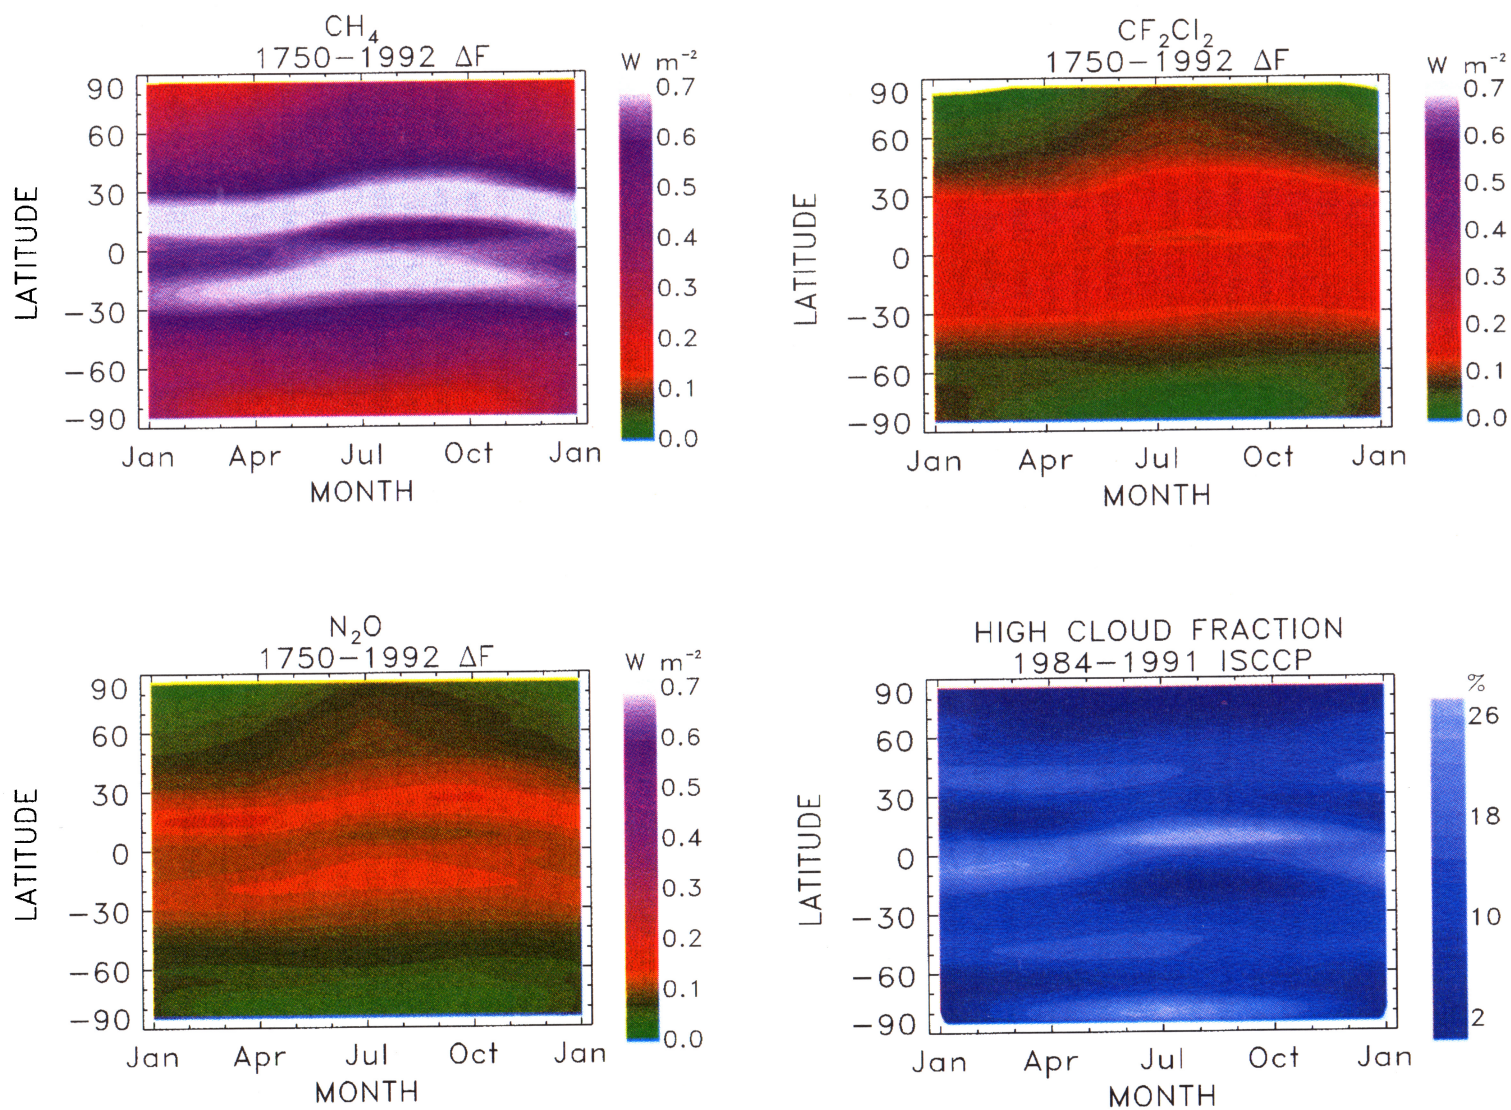 CH₄
1750−1992 ΔF
W m⁻²
0.7
0.6
0.5
0.4
0.3
0.2
0.1
0.0
LATITUDE
90
60
30
0
−30
−60
−90
Jan Apr Jul Oct Jan
MONTH
CF₂Cl₂
1750−1992 ΔF
W m⁻²
0.7
0.6
0.5
0.4
0.3
0.2
0.1
0.0
LATITUDE
90
60
30
0
−30
−60
−90
Jan Apr Jul Oct Jan
MONTH
N₂O
1750−1992 ΔF
W m⁻²
0.7
0.6
0.5
0.4
0.3
0.2
0.1
0.0
LATITUDE
90
60
30
0
−30
−60
−90
Jan Apr Jul Oct Jan
MONTH
HIGH CLOUD FRACTION
1984−1991 ISCCP
%
26
18
10
2
LATITUDE
90
60
30
0
−30
−60
−90
Jan Apr Jul Oct Jan
MONTH